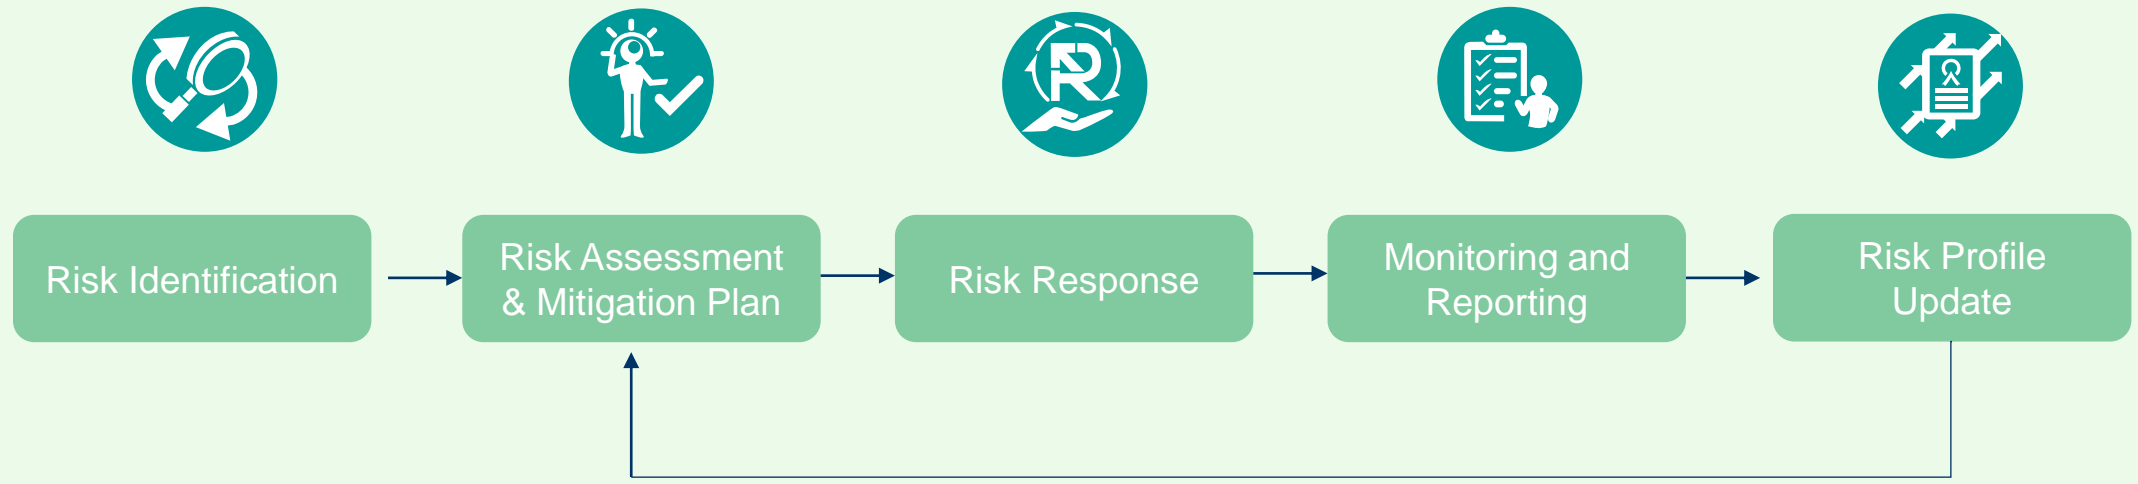 Risk Identification
Risk Assessment
& Mitigation Plan
Risk Response
Monitoring and
Reporting
Risk Profile
Update